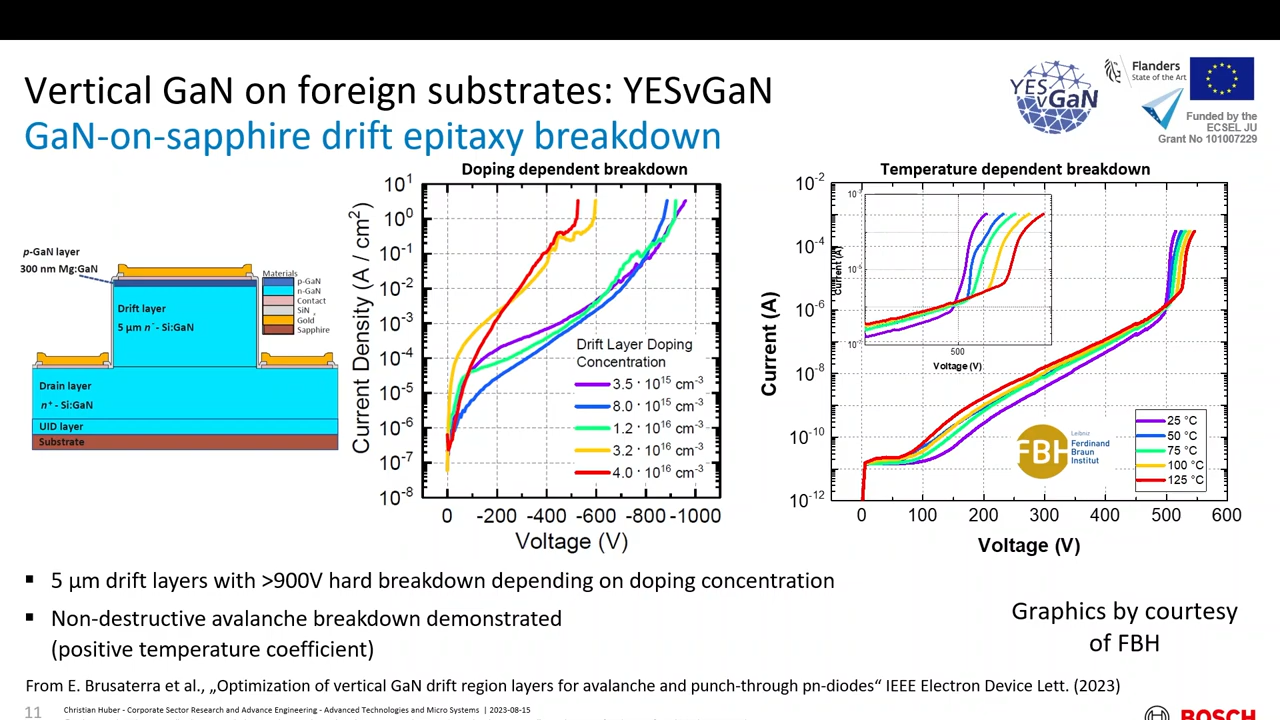 Vertical GaN on foreign substrates: YESvGaN
GaN-on-sapphire drift epitaxy breakdown
YES
vGaN
Flanders
State of the Art
Funded by the
ECSEL JU
Grant No 101007229
p-GaN layer
300 nm Mg:GaN
Drift layer
5 µm n⁻- Si:GaN
Drain layer
n⁺- Si:GaN
UID layer
Substrate
Materials
p-GaN
n-GaN
Contact
SiN
Gold
Sapphire
Doping dependent breakdown
Current Density (A / cm²)
10¹
10⁰
10⁻¹
10⁻²
10⁻³
10⁻⁴
10⁻⁵
10⁻⁶
10⁻⁷
10⁻⁸
Drift Layer Doping
Concentration
3.5 · 10¹⁵ cm⁻³
8.0 · 10¹⁵ cm⁻³
1.2 · 10¹⁶ cm⁻³
3.2 · 10¹⁶ cm⁻³
4.0 · 10¹⁶ cm⁻³
0 -200 -400 -600 -800 -1000
Voltage (V)
Temperature dependent breakdown
Current (A)
10⁻²
10⁻⁴
10⁻⁶
10⁻⁸
10⁻¹⁰
10⁻¹²
Current (A)
10⁻⁵
500
Voltage (V)
FBH
Leibniz
Ferdinand
Braun
Institut
25 °C
50 °C
75 °C
100 °C
125 °C
0 100 200 300 400 500 600
Voltage (V)
▪ 5 µm drift layers with >900V hard breakdown depending on doping concentration
▪ Non-destructive avalanche breakdown demonstrated
(positive temperature coefficient)
Graphics by courtesy
of FBH
From E. Brusaterra et al., „Optimization of vertical GaN drift region layers for avalanche and punch-through pn-diodes“ IEEE Electron Device Lett. (2023)
11
Christian Huber - Corporate Sector Research and Advance Engineering - Advanced Technologies and Micro Systems | 2023-08-15
BOSCH